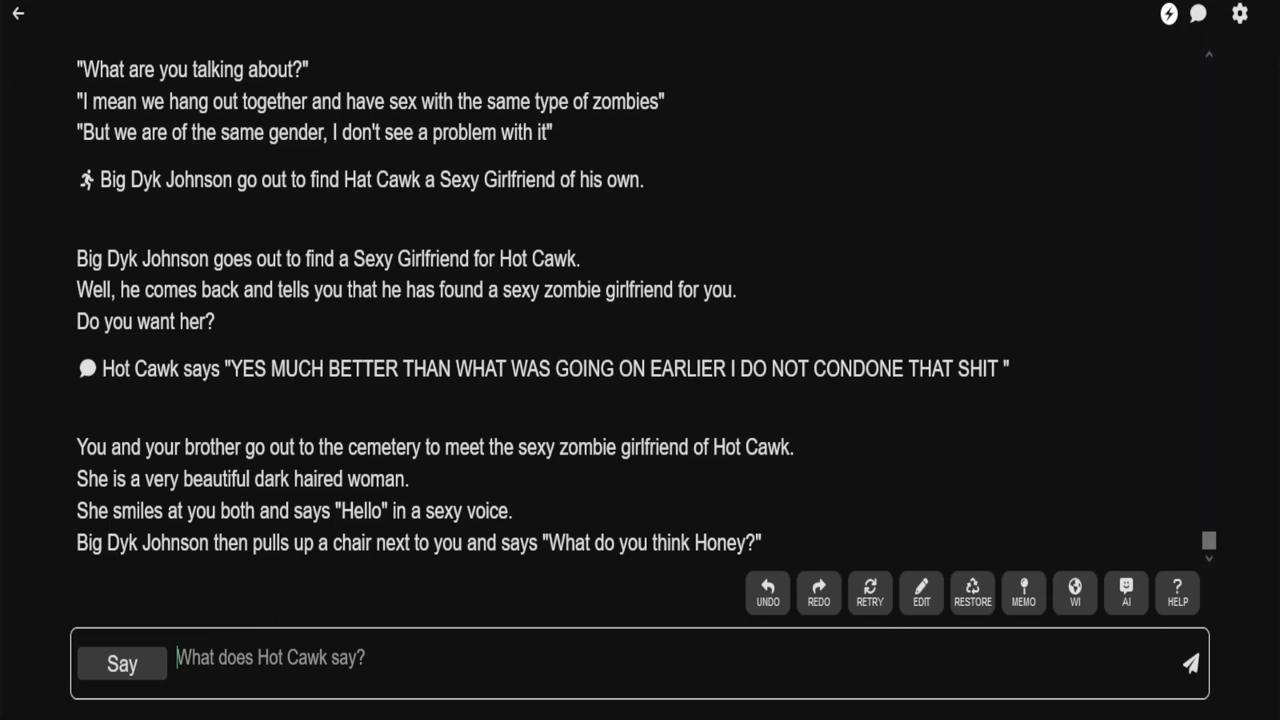 "What are you talking about?"
"I mean we hang out together and have sex with the same type of zombies"
"But we are of the same gender, I don't see a problem with it"
Big Dyk Johnson go out to find Hat Cawk a Sexy Girlfriend of his own.
Big Dyk Johnson goes out to find a Sexy Girlfriend for Hot Cawk.
Well, he comes back and tells you that he has found a sexy zombie girlfriend for you.
Do you want her?
Hot Cawk says "YES MUCH BETTER THAN WHAT WAS GOING ON EARLIER I DO NOT CONDONE THAT SHIT "
You and your brother go out to the cemetery to meet the sexy zombie girlfriend of Hot Cawk.
She is a very beautiful dark haired woman.
She smiles at you both and says "Hello" in a sexy voice.
Big Dyk Johnson then pulls up a chair next to you and says "What do you think Honey?"
UNDO REDO RETRY EDIT RESTORE MEMO WI AI HELP
Say What does Hot Cawk say?